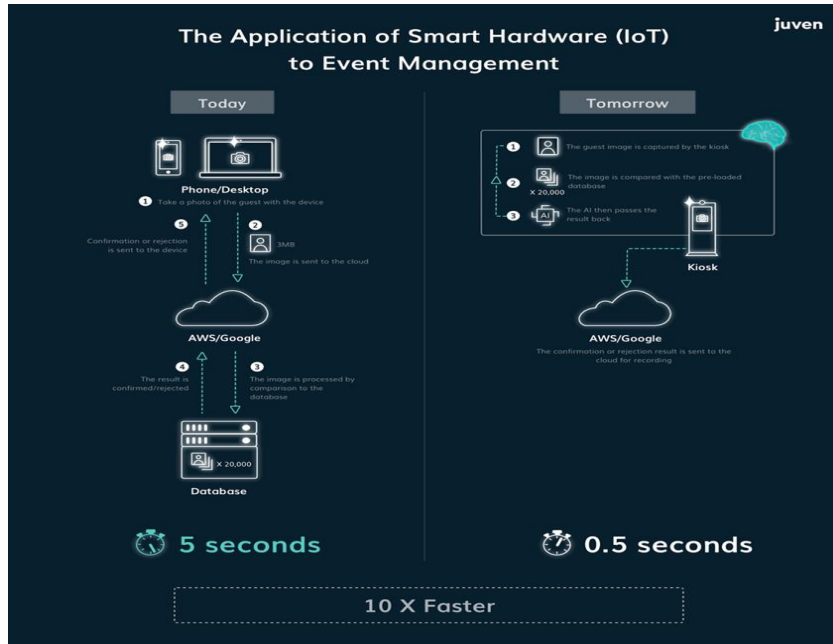 juven
The Application of Smart Hardware (IoT)
to Event Management
Today
Phone/Desktop
1 Take a photo of the guest with the device
5
Confirmation or rejection
is sent to the device
2
3MB
The image is sent to the cloud
AWS/Google
4
The result is
confirmed/rejected
3
The image is processed by
comparison to the
database
X 20,000
Database
5 seconds
Tomorrow
1 The guest image is captured by the kiosk
2 The image is compared with the pre-loaded
database
X 20,000
3 AI The AI then passes the
result back
Kiosk
AWS/Google
The confirmation or rejection result is sent to the
cloud for recording
0.5 seconds
10 X Faster